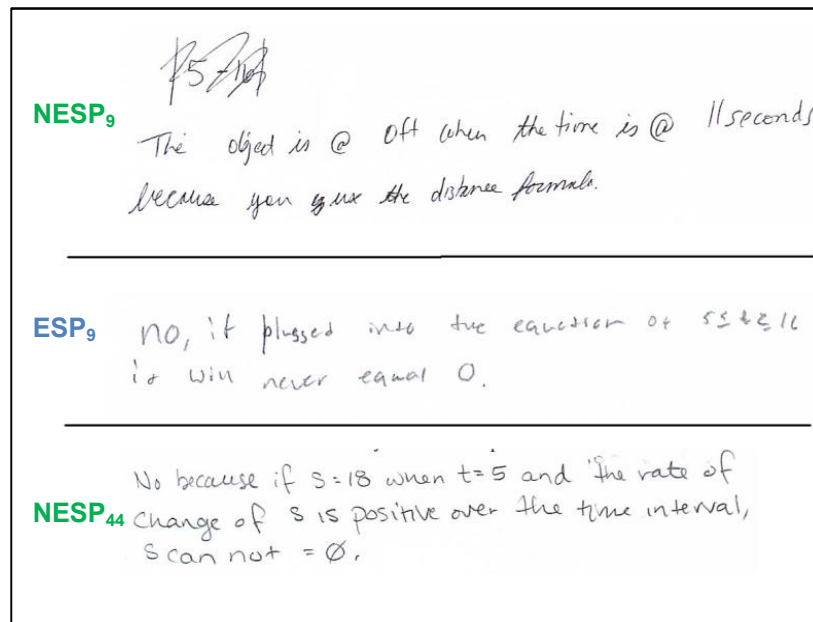 NESP9
The object is @ 0ft when the time is @ 11 seconds
because you use the distance formula.
ESP9
no, if plugged into the equation of 5≤t≤11
it will never equal 0.
NESP44
No because if S=18 when t=5 and the rate of
change of S is positive over the time interval,
S can not = Ø.